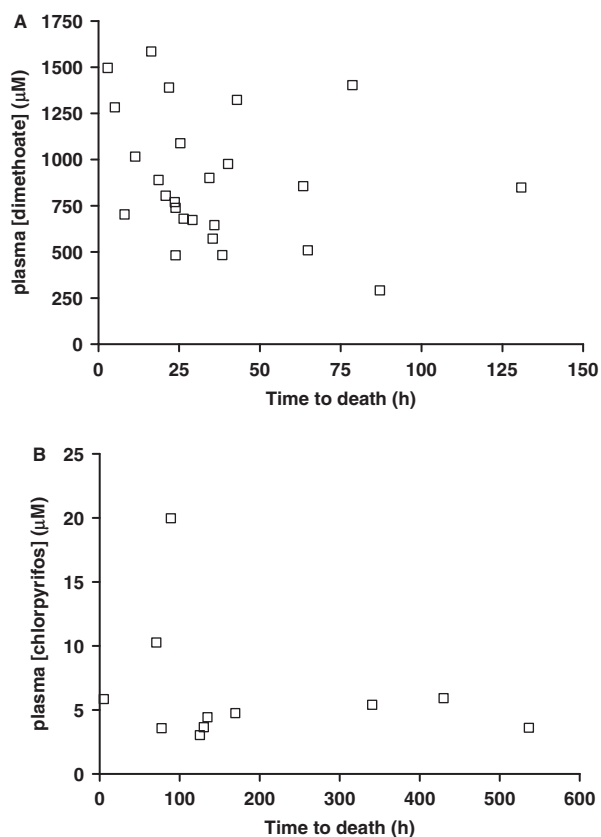 A
1750
1500
1250
1000
750
500
250
0
plasma [dimethoate] (μM)
0 25 50 75 100 125 150
Time to death (h)
B
25
20
15
10
5
0
plasma [chlorpyrifos] (μM)
0 100 200 300 400 500 600
Time to death (h)